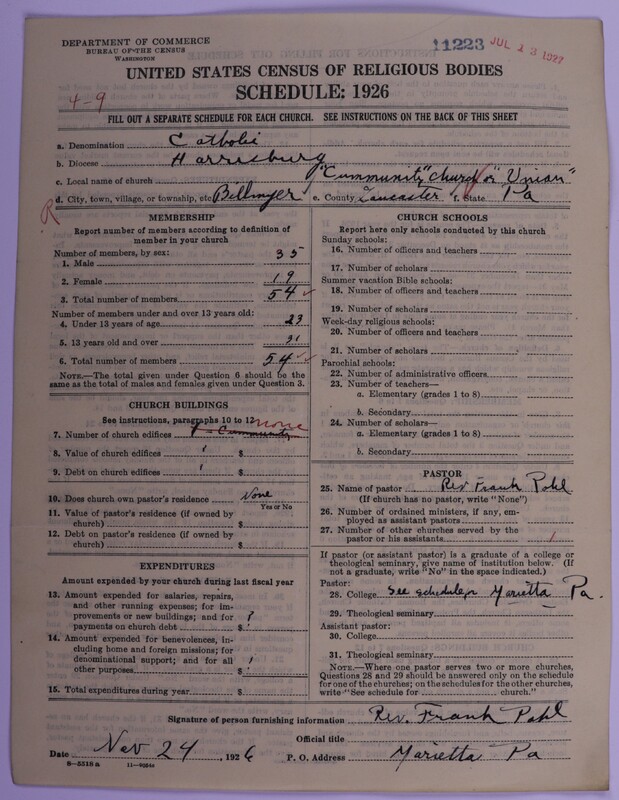 DEPARTMENT OF COMMERCE
BUREAU OF THE CENSUS
WASHINGTON
11223 JUL 13 1927
UNITED STATES CENSUS OF RELIGIOUS BODIES
SCHEDULE: 1926
4-9
FILL OUT A SEPARATE SCHEDULE FOR EACH CHURCH. SEE INSTRUCTIONS ON THE BACK OF THIS SHEET
a. Denomination Catholic
b. Diocese Harrisburg
c. Local name of church "Community" church or "Union"
d. City, town, village, or township, etc. Billmyer e. County Lancaster f. State Pa
R
MEMBERSHIP
Report number of members according to definition of
member in your church
Number of members, by sex:
1. Male 35
2. Female 19
3. Total number of members 54
Number of members under and over 13 years old:
4. Under 13 years of age 23
5. 13 years old and over 31
6. Total number of members 54
NOTE.—The total given under Question 6 should be the
same as the total of males and females given under Question 3.
CHURCH BUILDINGS
See instructions, paragraphs 10 to 12 none
7. Number of church edifices 1 - Community
8. Value of church edifices $
9. Debt on church edifices $
10. Does church own pastor's residence None
Yes or No
11. Value of pastor's residence (if owned by
church) $
12. Debt on pastor's residence (if owned by
church) $
EXPENDITURES
Amount expended by your church during last fiscal year
13. Amount expended for salaries, repairs,
and other running expenses; for im-
provements or new buildings; and for
payments on church debt $ ?
14. Amount expended for benevolences, in-
cluding home and foreign missions; for
denominational support; and for all
other purposes $
15. Total expenditures during year $
CHURCH SCHOOLS
Report here only schools conducted by this church
Sunday schools:
16. Number of officers and teachers
17. Number of scholars
Summer vacation Bible schools:
18. Number of officers and teachers
19. Number of scholars
Week-day religious schools:
20. Number of officers and teachers
21. Number of scholars
Parochial schools:
22. Number of administrative officers
23. Number of teachers—
a. Elementary (grades 1 to 8)
b. Secondary
24. Number of scholars—
a. Elementary (grades 1 to 8)
b. Secondary
PASTOR
25. Name of pastor Rev Frank Pohl
(If church has no pastor, write "None")
26. Number of ordained ministers, if any, em-
ployed as assistant pastors
27. Number of other churches served by the
pastor or his assistants 1
If pastor (or assistant pastor) is a graduate of a college or
theological seminary, give name of institution below. (If
not a graduate, write "No" in the space indicated.)
Pastor:
28. College See schedule for Marietta Pa.
29. Theological seminary
Assistant pastor:
30. College
31. Theological seminary
NOTE.—Where one pastor serves two or more churches,
Questions 28 and 29 should be answered only on the schedule
for one of the churches; on the schedules for the other churches,
write "See schedule for church."
Signature of person furnishing information Rev. Frank Pohl
Official title
Date Nov 24, 1926 P. O. Address Marietta Pa
8-5318 a